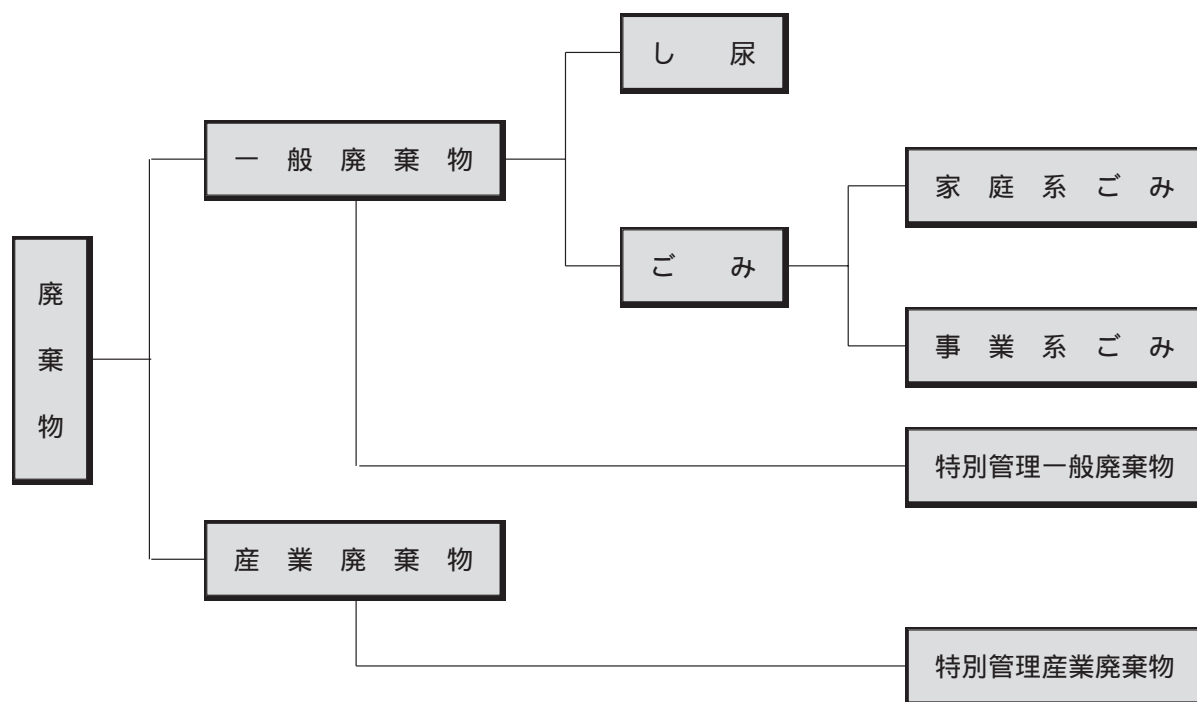 し尿
一般廃棄物
家庭系ごみ
ごみ
廃棄物
事業系ごみ
特別管理一般廃棄物
産業廃棄物
特別管理産業廃棄物